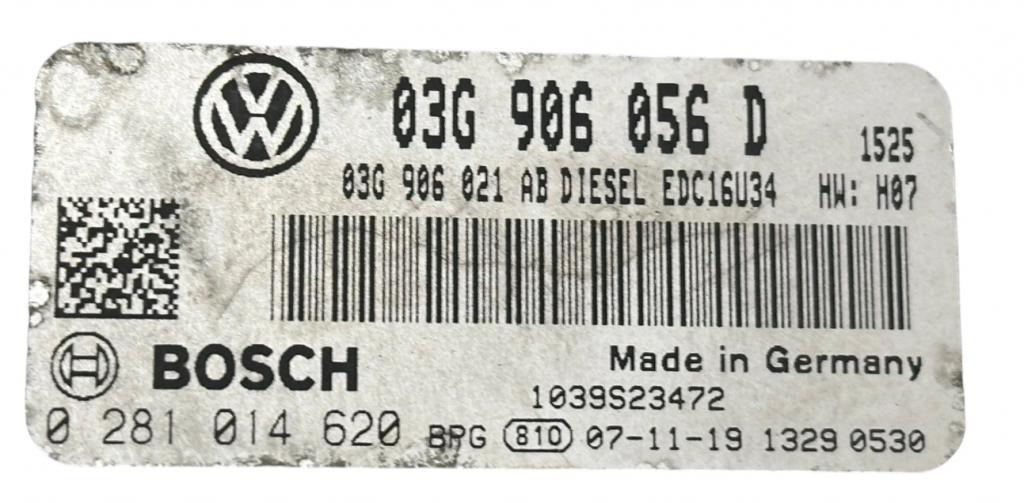 03G 906 056 D 1525
03G 906 021 AB DIESEL EDC16U34 HW: H07
BOSCH Made in Germany
1039S23472
0 281 014 620 BPG 810 07-11-19 1329 0530